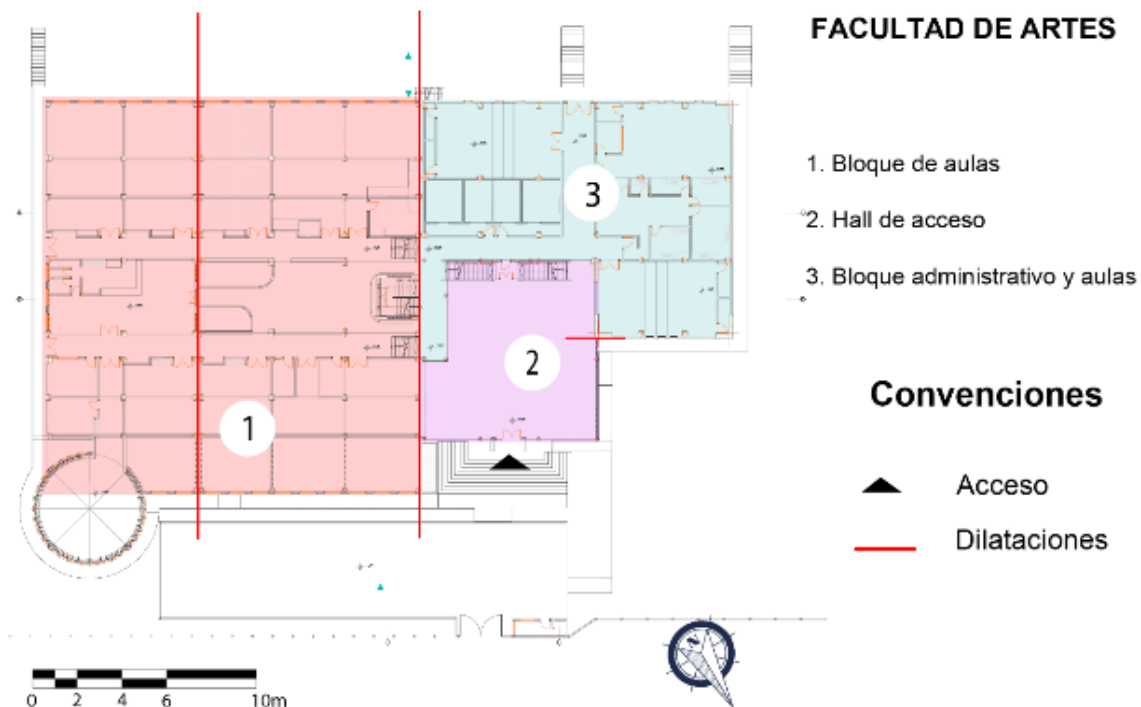 FACULTAD DE ARTES
1. Bloque de aulas
2. Hall de acceso
3. Bloque administrativo y aulas
3
2
1
Convenciones
Acceso
Dilataciones
N
0 2 4 6 10m